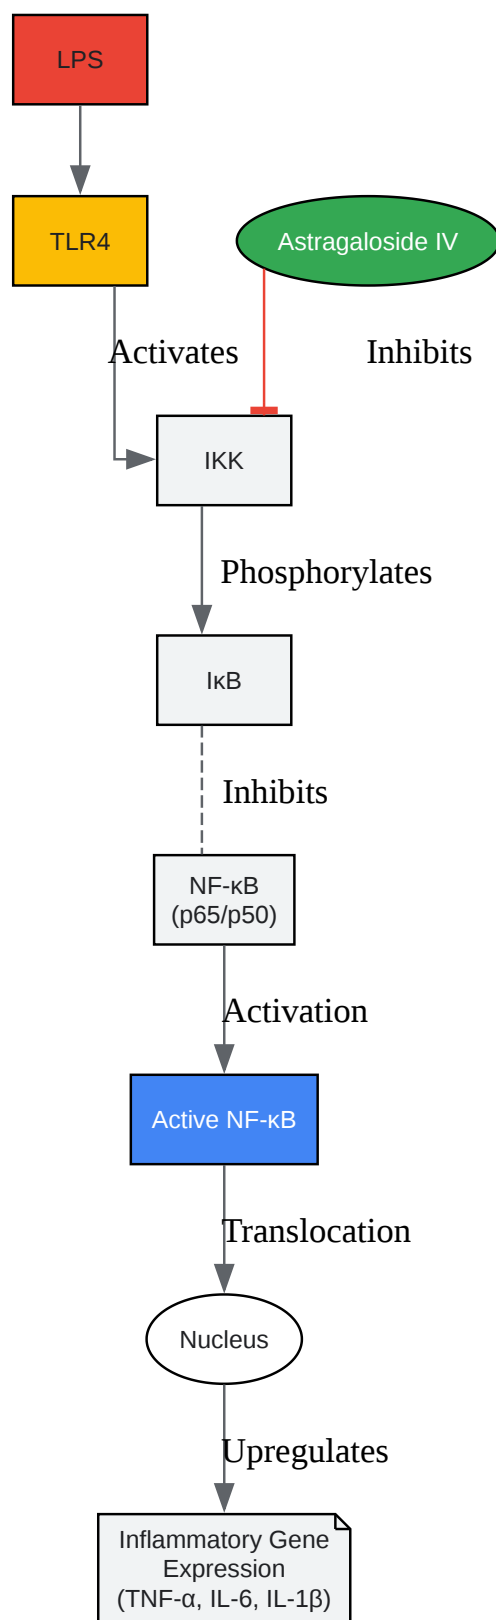 LPS
TLR4
Astragaloside IV
Activates
Inhibits
IKK
Phosphorylates
IκB
Inhibits
NF-κB
(p65/p50)
Activation
Active NF-κB
Translocation
Nucleus
Upregulates
Inflammatory Gene
Expression
(TNF-α, IL-6, IL-1β)